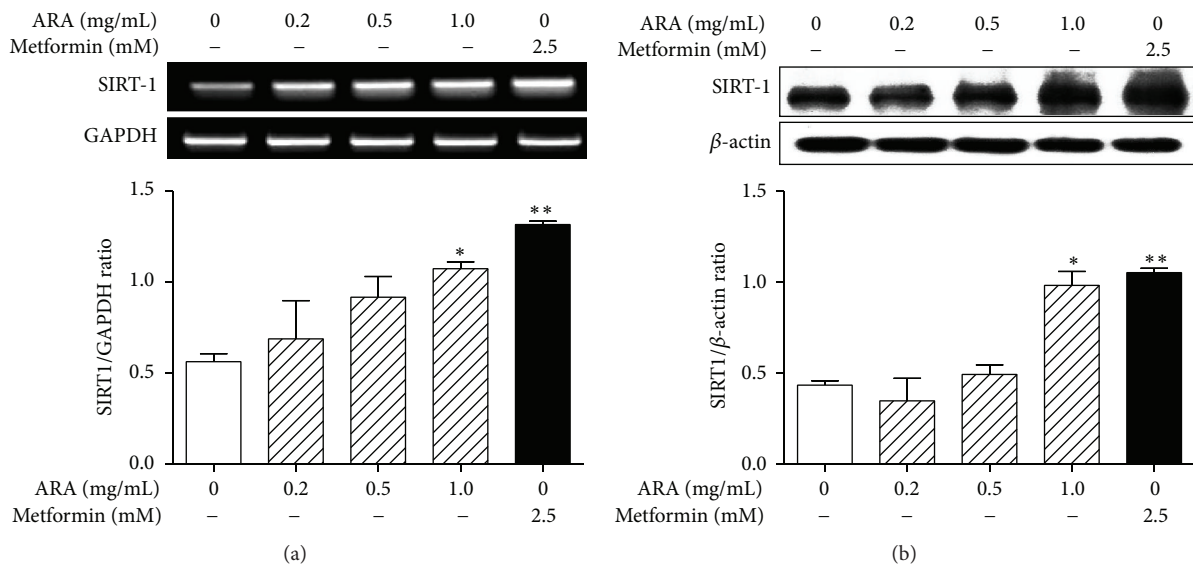 ARA (mg/mL) 0 0.2 0.5 1.0 0
Metformin (mM) – – – – 2.5
SIRT-1
GAPDH
SIRT1/GAPDH ratio
1.5
1.0
0.5
0.0
* **
ARA (mg/mL) 0 0.2 0.5 1.0 0
Metformin (mM) – – – – 2.5
(a)
ARA (mg/mL) 0 0.2 0.5 1.0 0
Metformin (mM) – – – – 2.5
SIRT-1
β-actin
SIRT1/β-actin ratio
1.5
1.0
0.5
0.0
* **
ARA (mg/mL) 0 0.2 0.5 1.0 0
Metformin (mM) – – – – 2.5
(b)